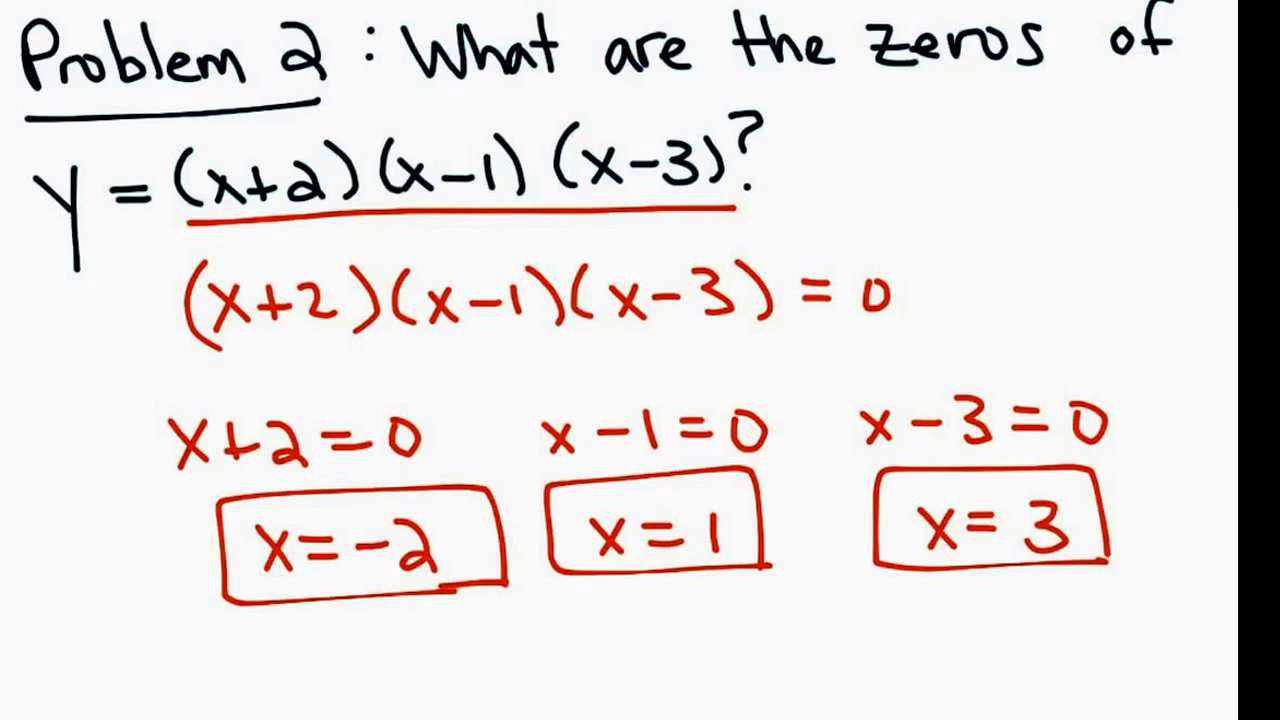 Problem 2 : What are the zeros of
Y = (x+2)(x-1)(x-3)?
(x+2)(x-1)(x-3) = 0
x+2=0 x-1=0 x-3=0
x=-2 x=1 x=3